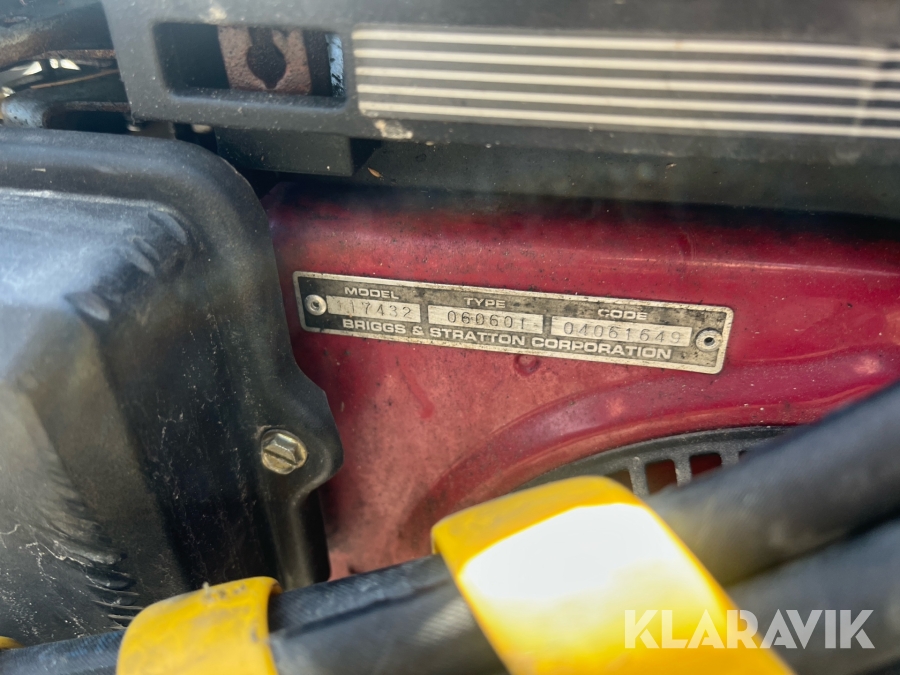 MODEL TYPE CODE
117432 060601 04061649
BRIGGS & STRATTON CORPORATION
KLARAVIK